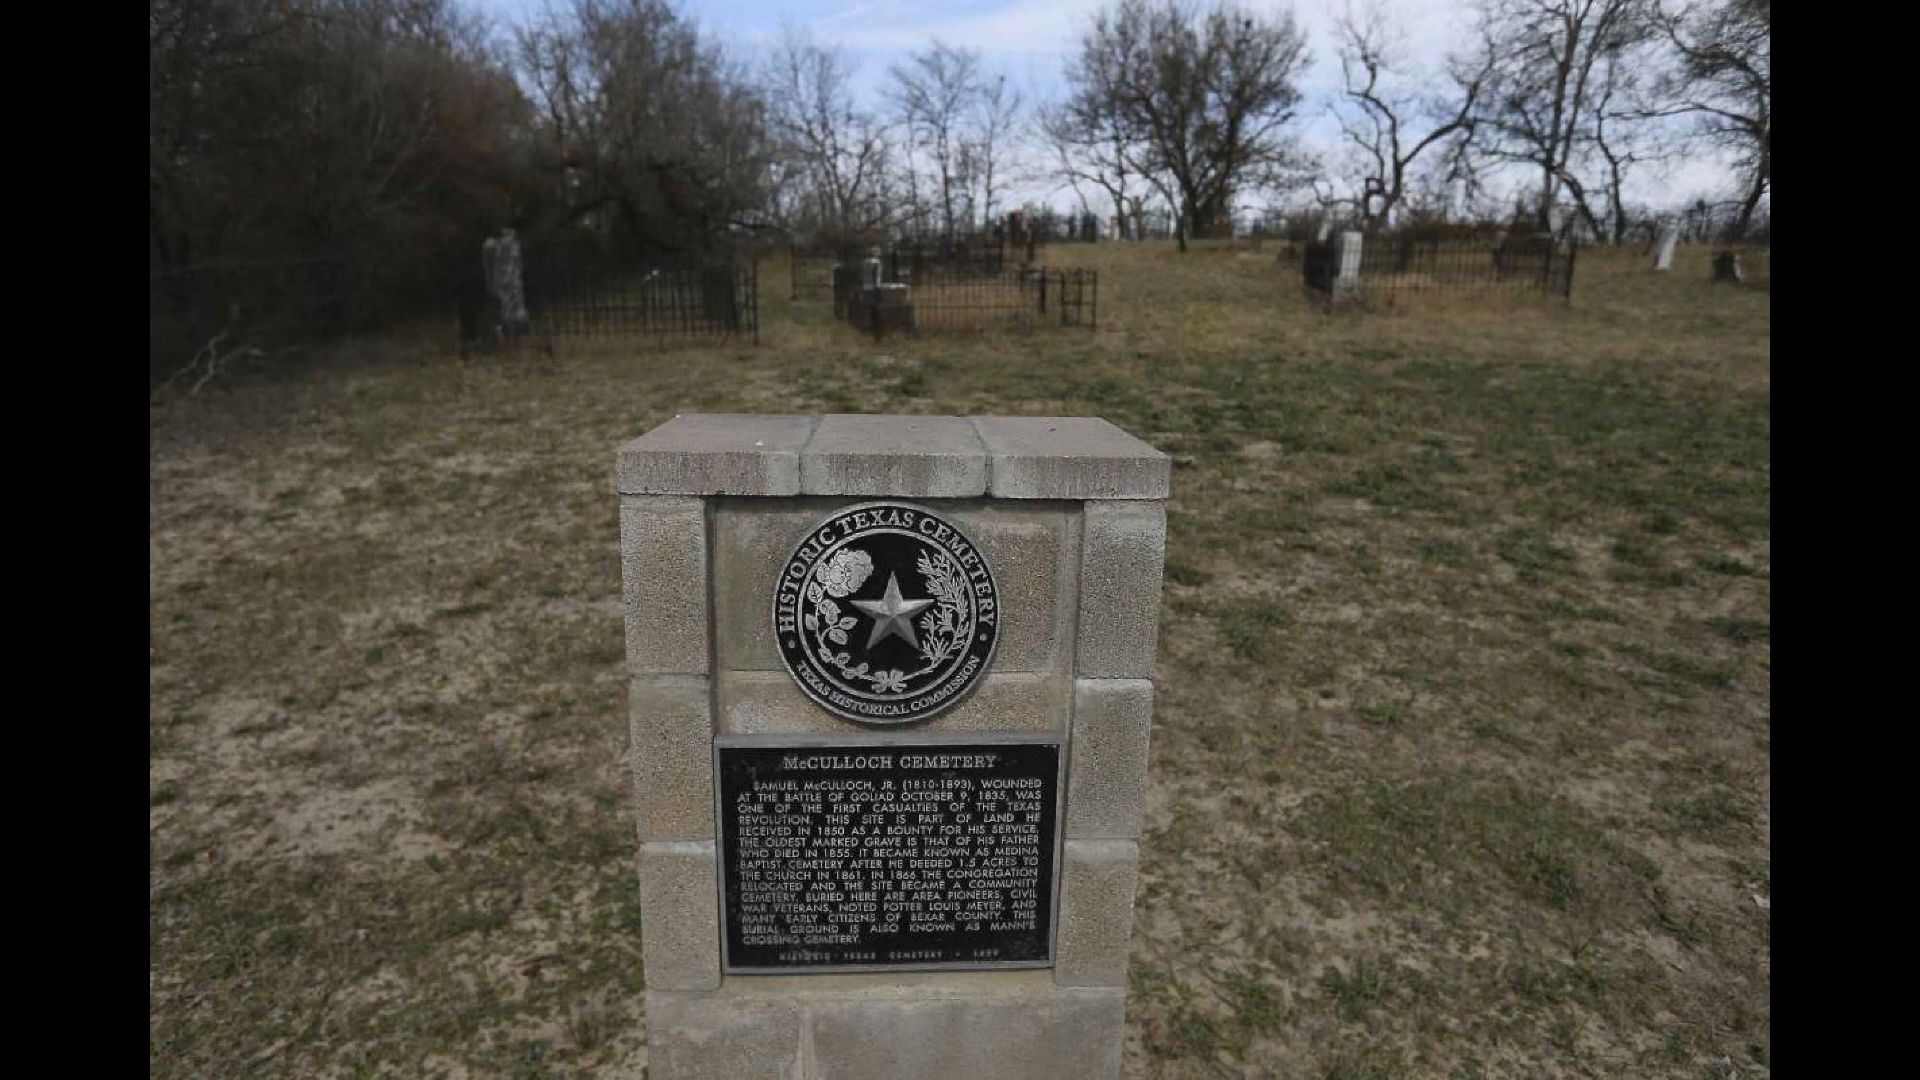 HISTORIC TEXAS CEMETERY
TEXAS HISTORICAL COMMISSION
McCULLOCH CEMETERY
SAMUEL McCULLOCH, JR. (1810-1893), WOUNDED
AT THE BATTLE OF GOLIAD OCTOBER 9, 1835, WAS
ONE OF THE FIRST CASUALTIES OF THE TEXAS
REVOLUTION. THIS SITE IS PART OF LAND HE
RECEIVED IN 1850 AS A BOUNTY FOR HIS SERVICE.
THE OLDEST MARKED GRAVE IS THAT OF HIS FATHER
WHO DIED IN 1855. IT BECAME KNOWN AS MEDINA
BAPTIST CEMETERY AFTER HE DEEDED 1.5 ACRES TO
THE CHURCH IN 1861. IN 1866 THE CONGREGATION
RELOCATED AND THE SITE BECAME A COMMUNITY
CEMETERY. BURIED HERE ARE AREA PIONEERS, CIVIL
WAR VETERANS, NOTED POTTER LOUIS MEYER, AND
MANY EARLY CITIZENS OF BEXAR COUNTY. THIS
BURIAL GROUND IS ALSO KNOWN AS MANN'S
CROSSING CEMETERY.
HISTORIC TEXAS CEMETERY